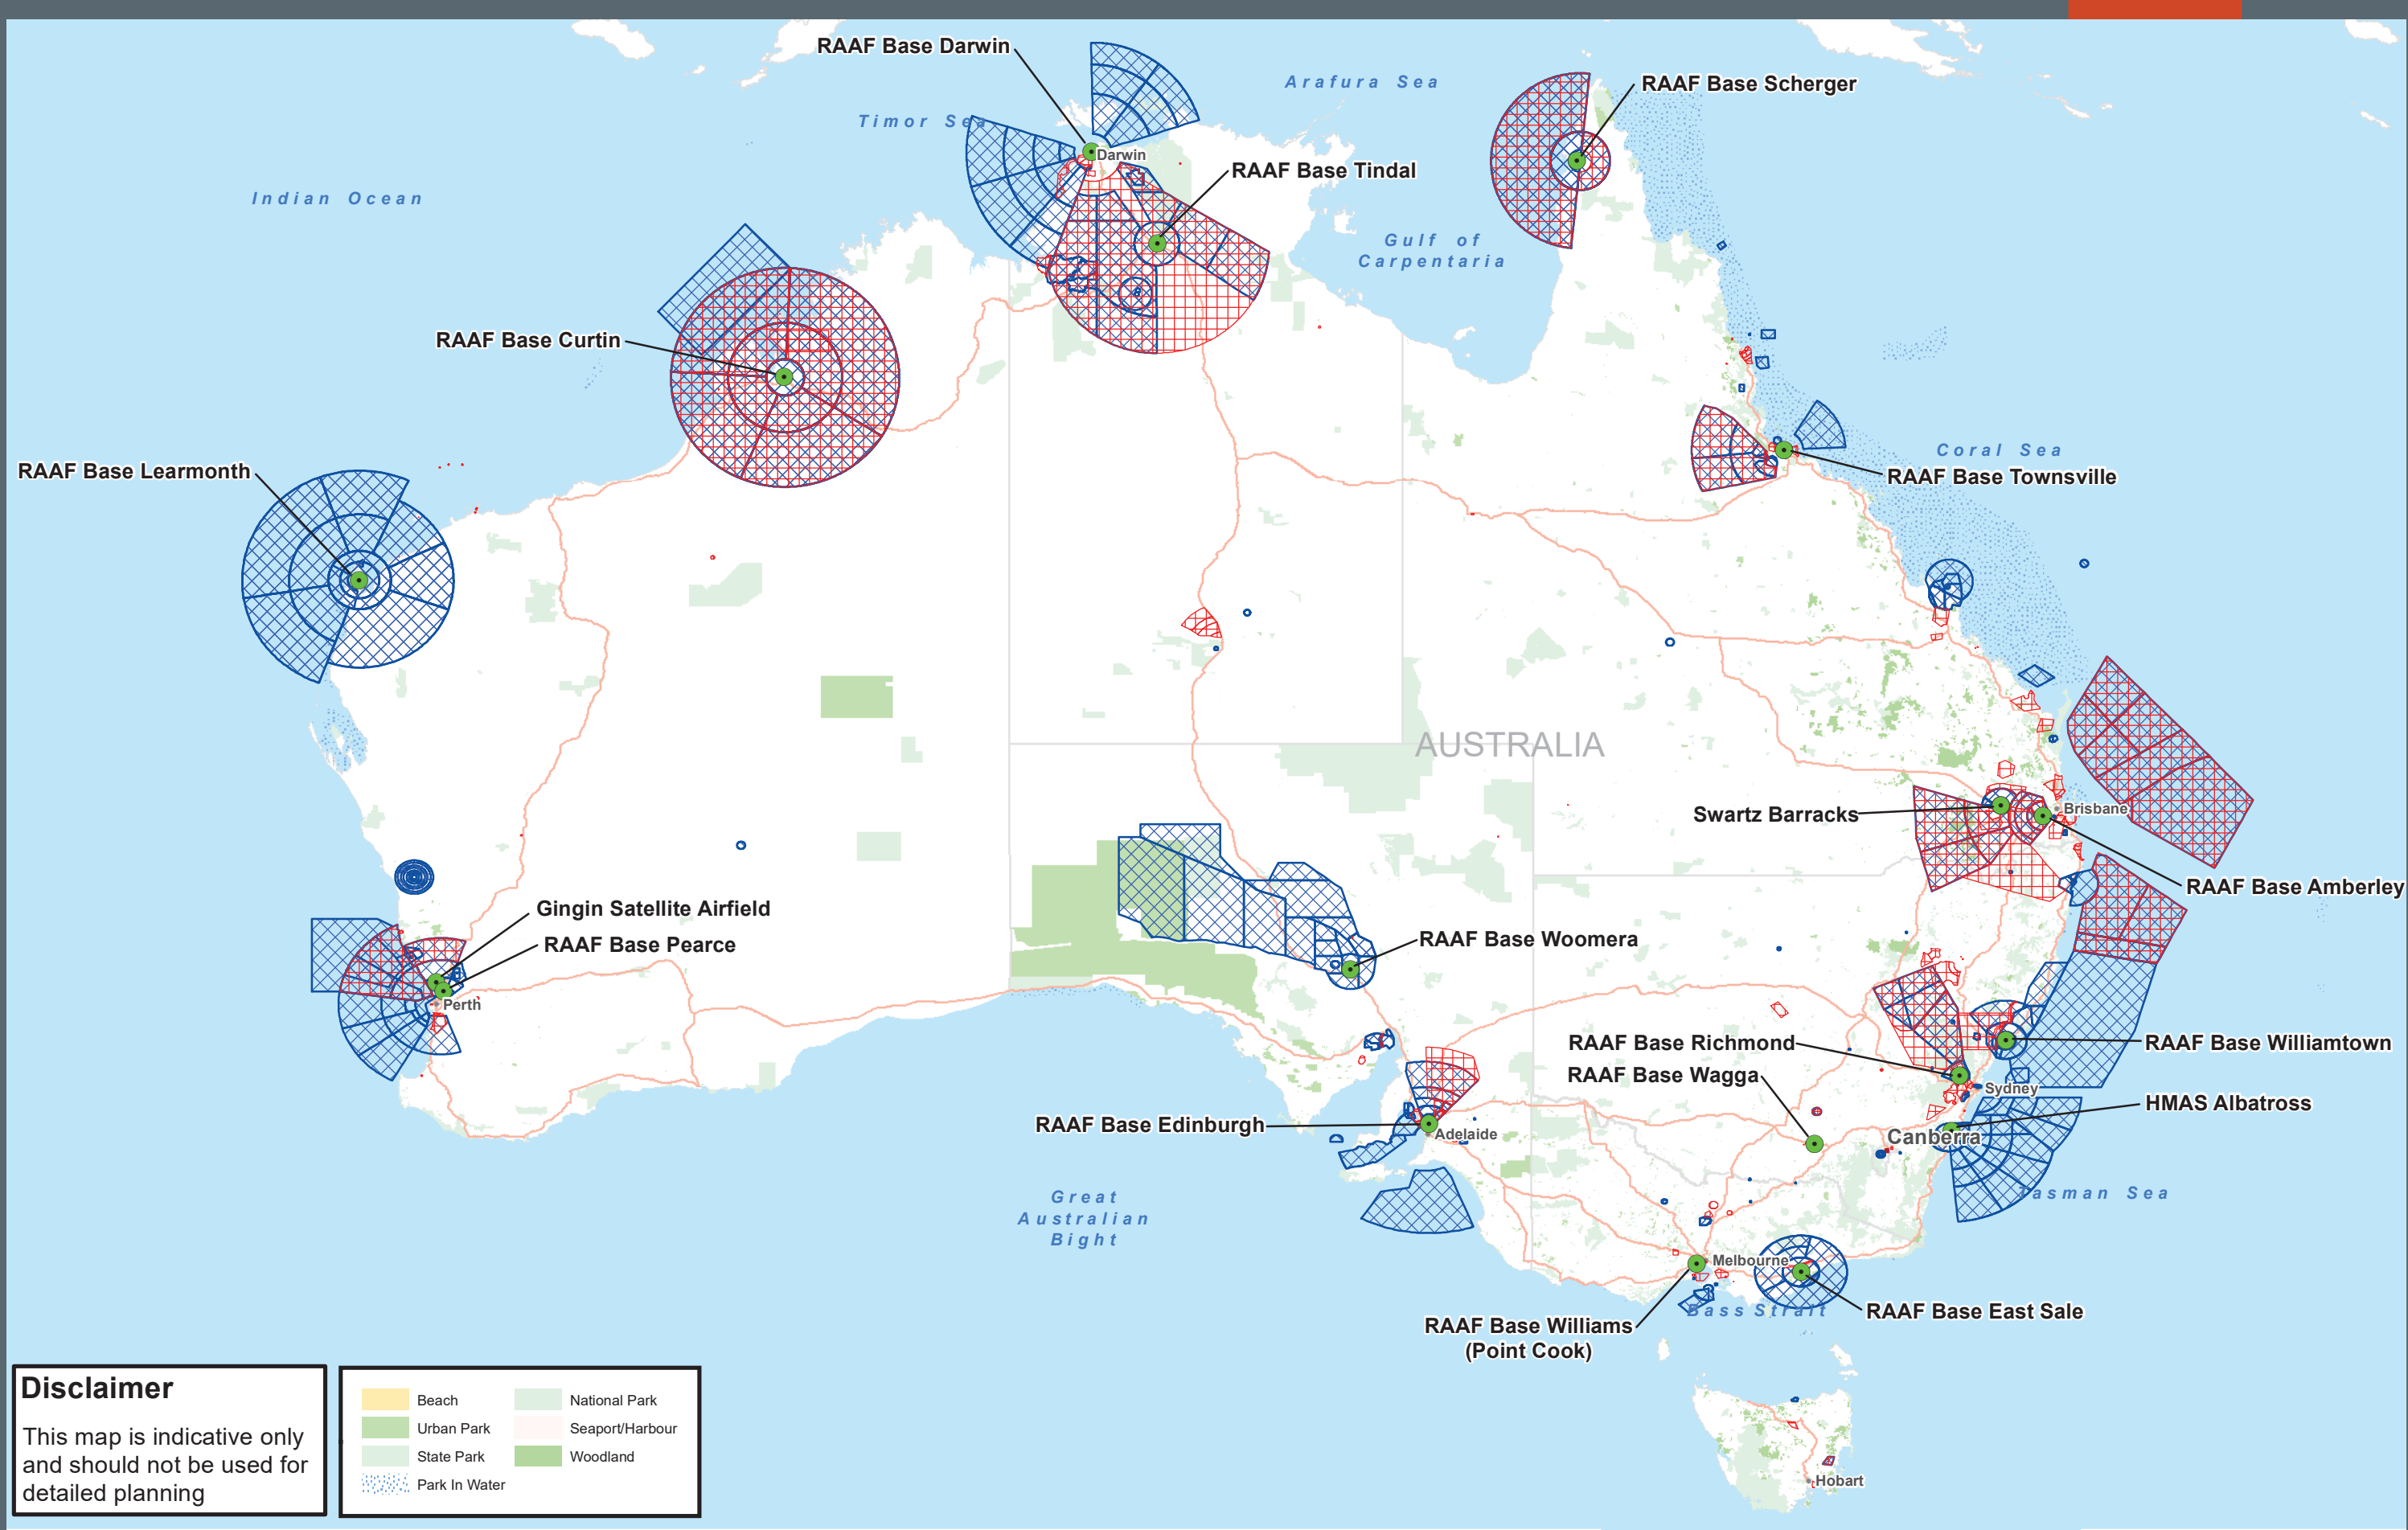 RAAF Base Darwin
Arafura Sea
RAAF Base Scherger
Timor Sea
Darwin
RAAF Base Tindal
Indian Ocean
Gulf of
Carpentaria
RAAF Base Curtin
RAAF Base Learmonth
Coral Sea
RAAF Base Townsville
AUSTRALIA
Swartz Barracks
Brisbane
RAAF Base Amberley
Gingin Satellite Airfield
RAAF Base Pearce
Perth
RAAF Base Woomera
RAAF Base Richmond
RAAF Base Williamtown
RAAF Base Wagga
Sydney
HMAS Albatross
RAAF Base Edinburgh
Adelaide
Canberra
Great
Australian
Bight
Tasman Sea
Melbourne
Bass Strait
RAAF Base East Sale
RAAF Base Williams
(Point Cook)
Hobart
Disclaimer
This map is indicative only
and should not be used for
detailed planning
Beach
National Park
Urban Park
Seaport/Harbour
State Park
Woodland
Park In Water